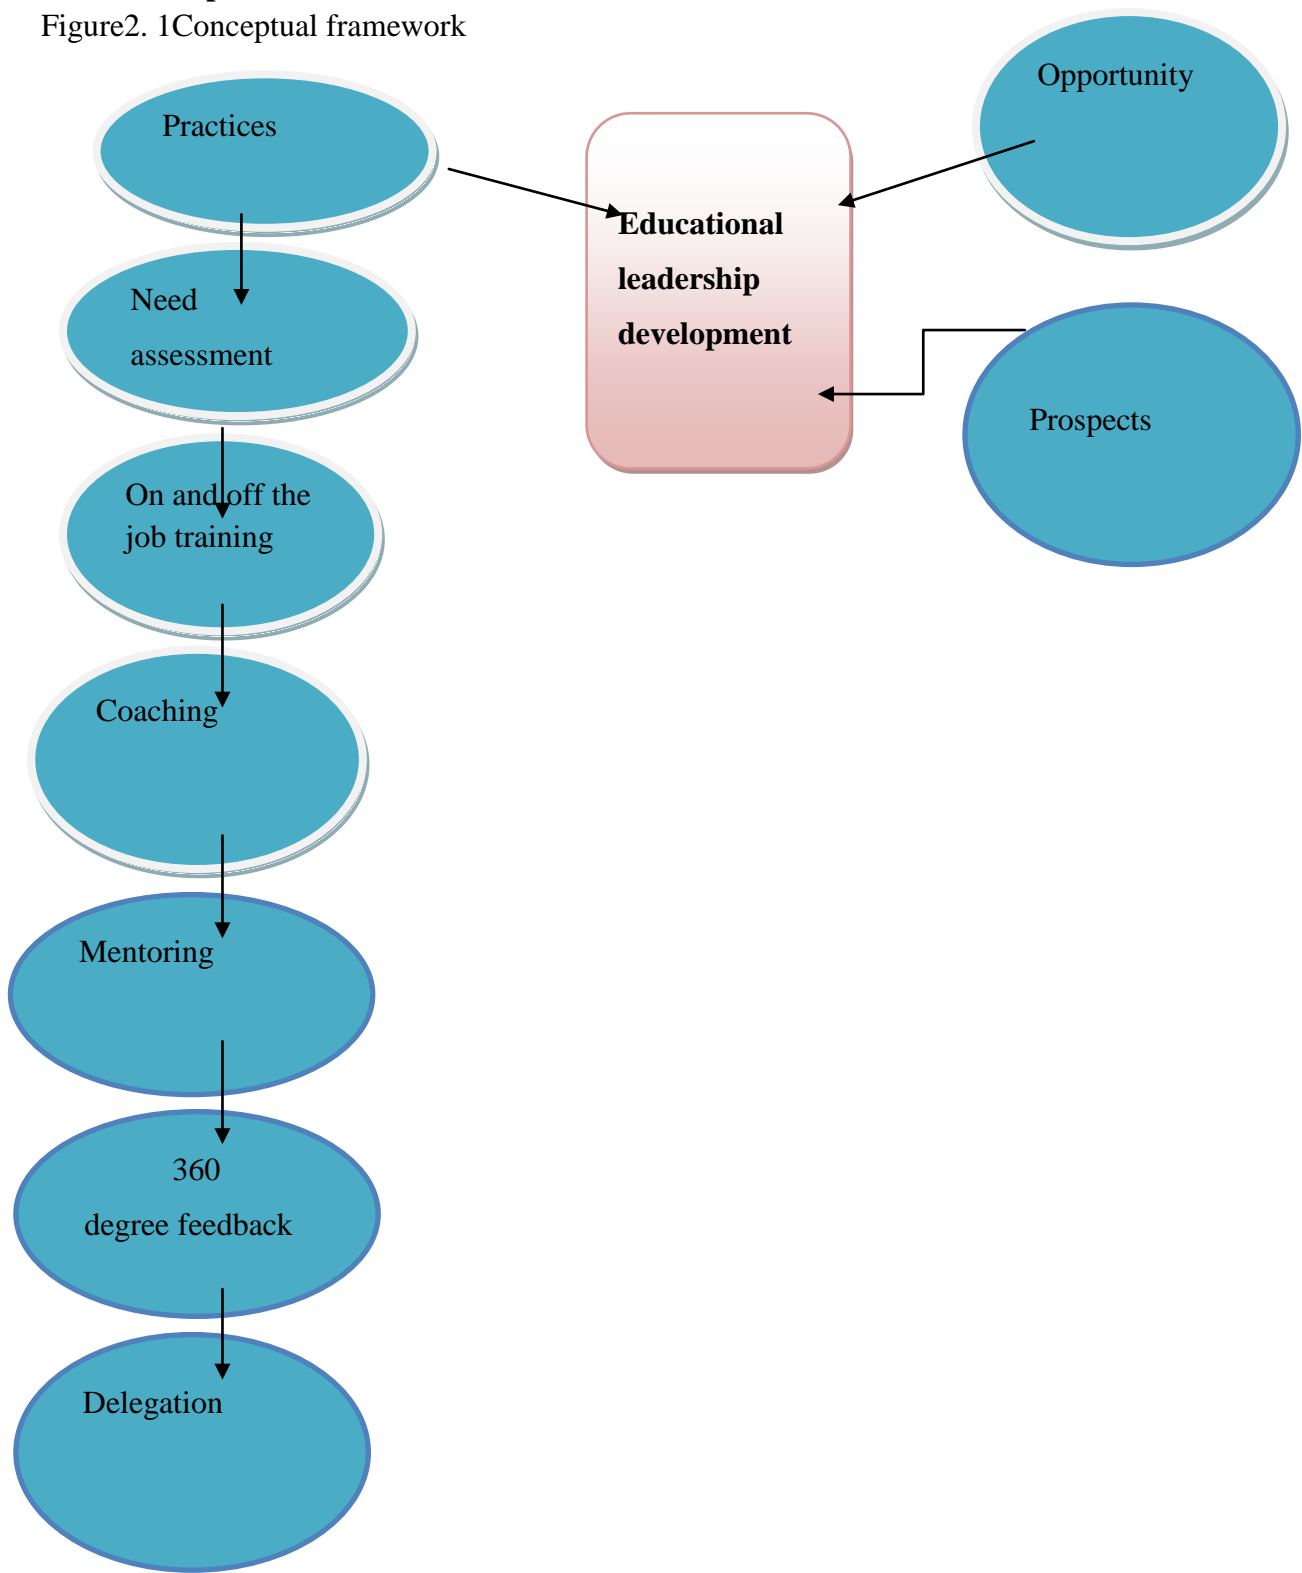 Figure2. 1Conceptual framework
Practices
Need
assessment
On and off the
job training
Coaching
Mentoring
360
degree feedback
Delegation
Educational
leadership
development
Opportunity
Prospects